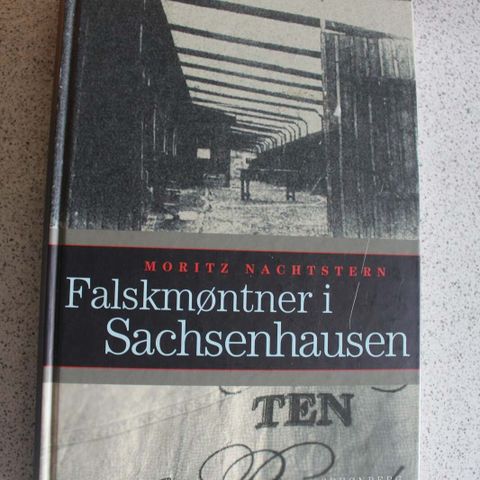 MORITZ NACHTSTERN
Falskmøntner i
Sachsenhausen
TEN